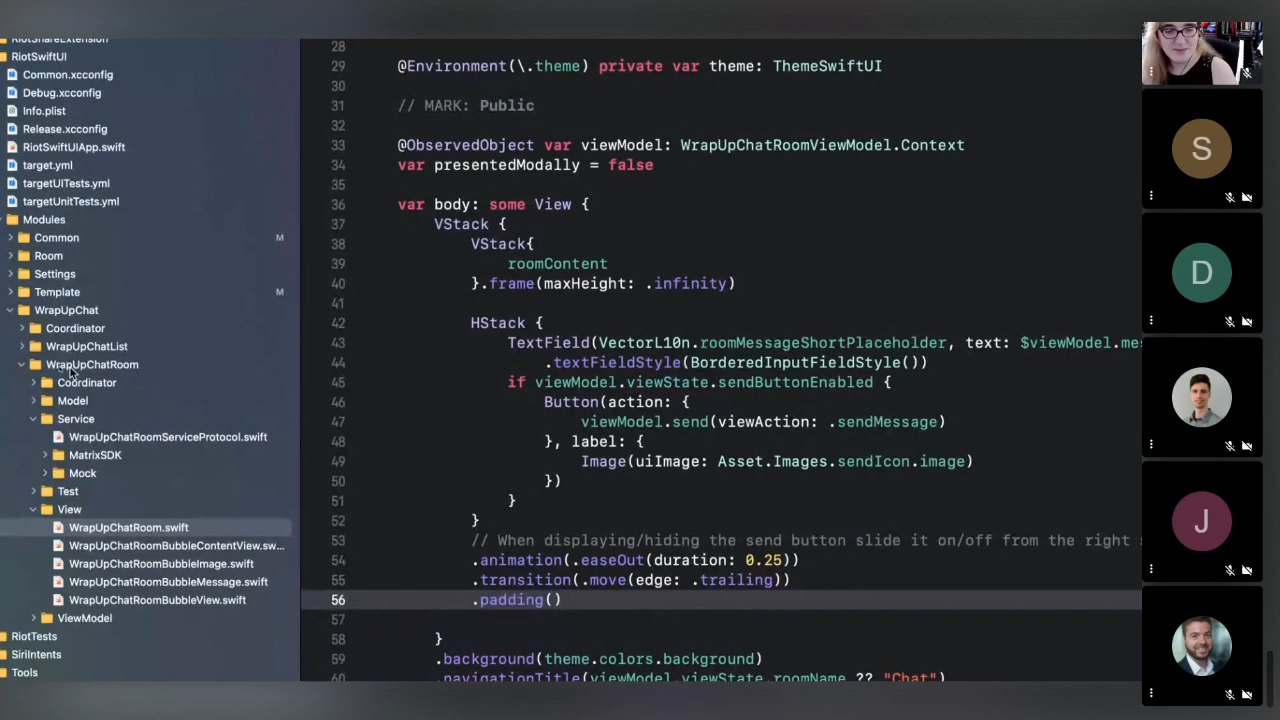 RiotShareExtension
RiotSwiftUI
Common.xcconfig
Debug.xcconfig
Info.plist
Release.xcconfig
RiotSwiftUIApp.swift
target.yml
targetUITests.yml
targetUnitTests.yml
Modules
Common M
Room
Settings
Template M
WrapUpChat
Coordinator
WrapUpChatList
WrapUpChatRoom
Coordinator
Model
Service
WrapUpChatRoomServiceProtocol.swift
MatrixSDK
Mock
Test
View
WrapUpChatRoom.swift
WrapUpChatRoomBubbleContentView.sw...
WrapUpChatRoomBubbleImage.swift
WrapUpChatRoomBubbleMessage.swift
WrapUpChatRoomBubbleView.swift
ViewModel
RiotTests
SiriIntents
Tools
28
29 @Environment(\.theme) private var theme: ThemeSwiftUI
30
31 // MARK: Public
32
33 @ObservedObject var viewModel: WrapUpChatRoomViewModel.Context
34 var presentedModally = false
35
36 var body: some View {
37 VStack {
38 VStack{
39 roomContent
40 }.frame(maxHeight: .infinity)
41
42 HStack {
43 TextField(VectorL10n.roomMessageShortPlaceholder, text: $viewModel.mes
44 .textFieldStyle(BorderedInputFieldStyle())
45 if viewModel.viewState.sendButtonEnabled {
46 Button(action: {
47 viewModel.send(viewAction: .sendMessage)
48 }, label: {
49 Image(uiImage: Asset.Images.sendIcon.image)
50 })
51 }
52 }
53 // When displaying/hiding the send button slide it on/off from the right s
54 .animation(.easeOut(duration: 0.25))
55 .transition(.move(edge: .trailing))
56 .padding()
57
58 }
59 .background(theme.colors.background)
60 .navigationTitle(viewModel.viewState.roomName ?? "Chat")
S
D
J